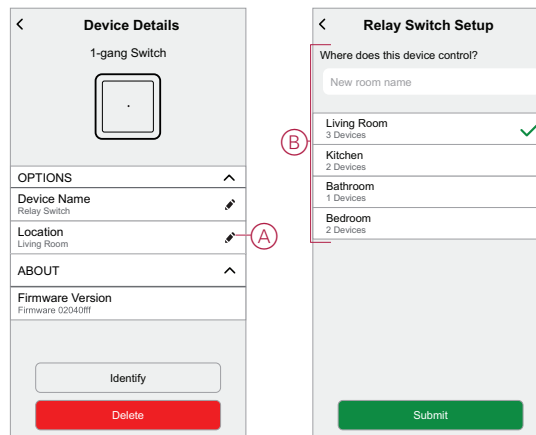 Device Details
1-gang Switch
OPTIONS
Device Name
Relay Switch
Location
Living Room
A
ABOUT
Firmware Version
Firmware 02040fff
Identify
Delete
Relay Switch Setup
Where does this device control?
New room name
B
Living Room
3 Devices
Kitchen
2 Devices
Bathroom
1 Devices
Bedroom
2 Devices
Submit